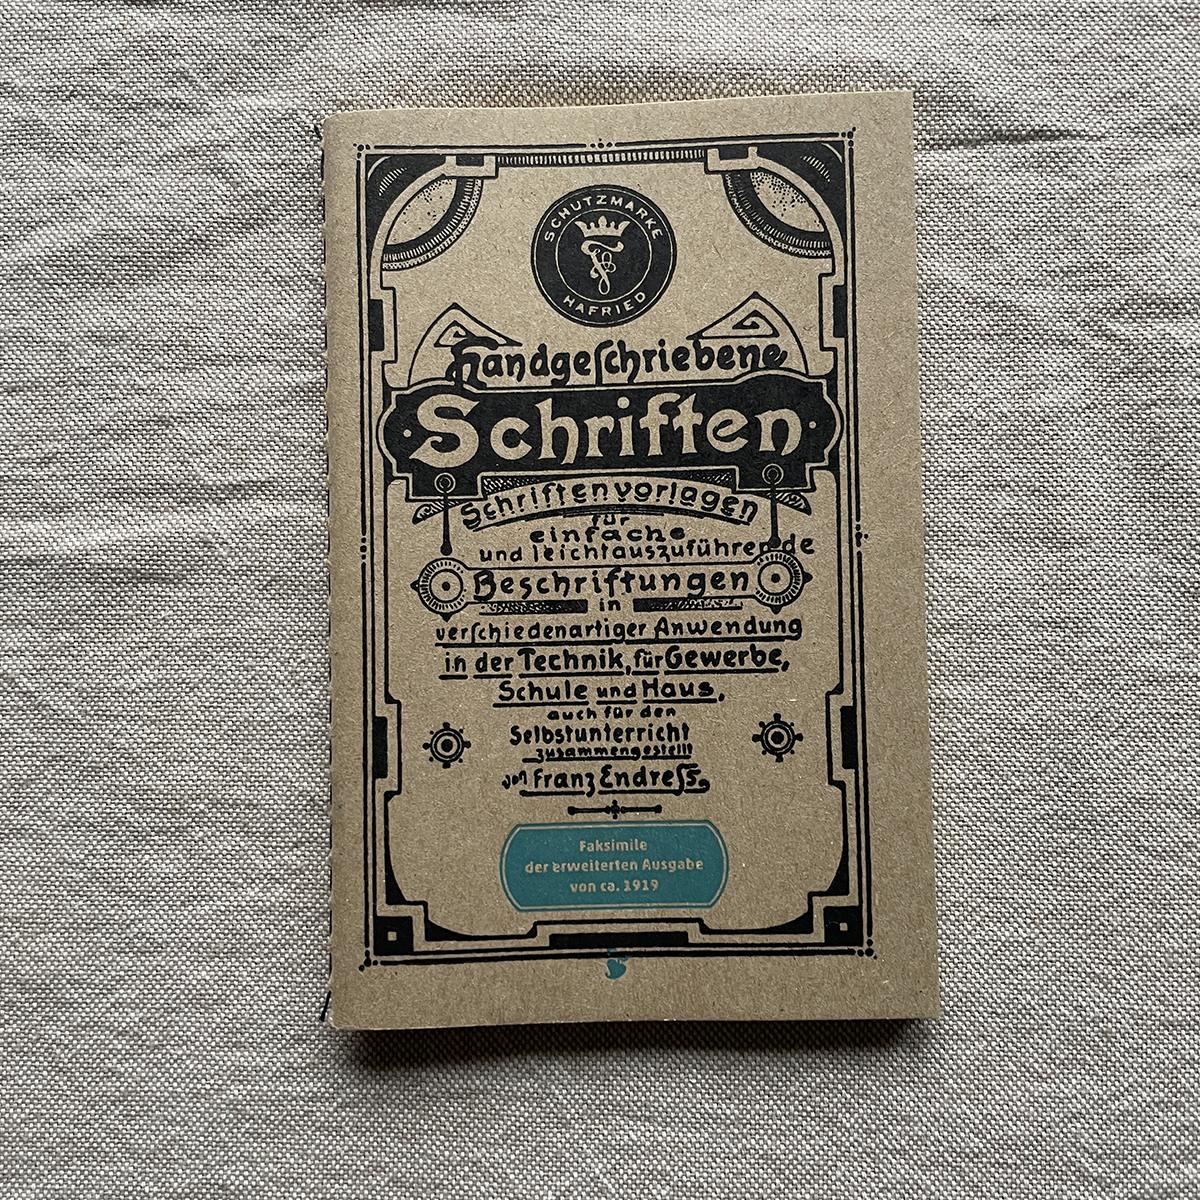 SCHUTZMARKE
HAFRIED
Handgeſchriebene
Schriften
Schriftenvorlagen
für
einfache
und leichtauszuführende
Beschriftungen
in
verſchiedenartiger Anwendung
in der Technik, für Gewerbe,
Schule und Haus,
auch für den
Selbstunterricht
zusammengestellt
von Franz Endreſs.
Faksimile
der erweiterten Ausgabe
von ca. 1919